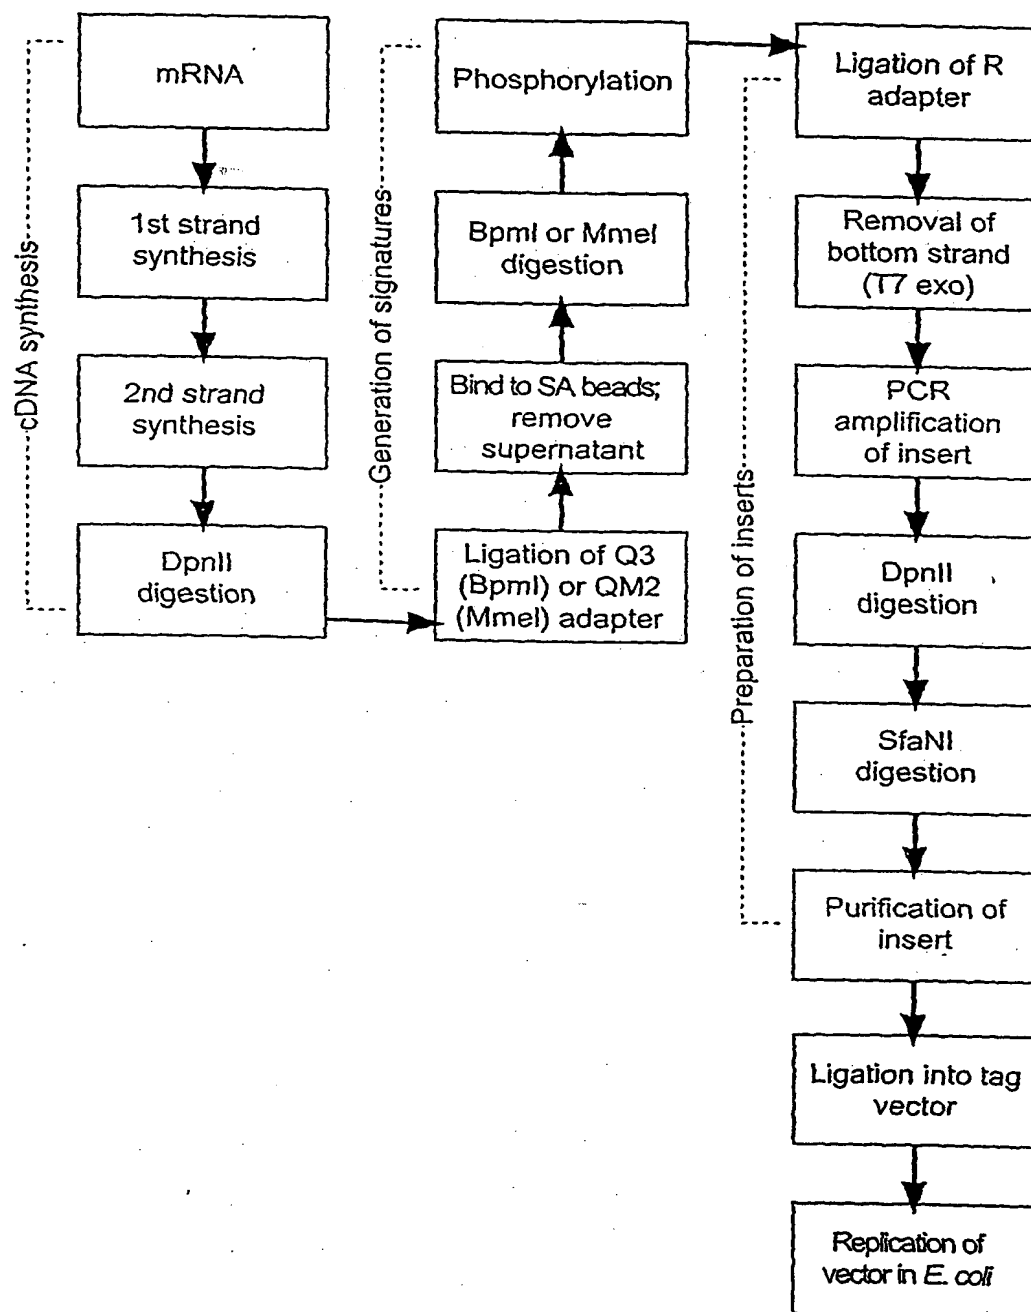 cDNA synthesis
mRNA
1st strand
synthesis
2nd strand
synthesis
DpnII
digestion
Generation of signatures
Phosphorylation
BpmI or MmeI
digestion
Bind to SA beads;
remove
supernatant
Ligation of Q3
(BpmI) or QM2
(MmeI) adapter
Preparation of inserts
Ligation of R
adapter
Removal of
bottom strand
(T7 exo)
PCR
amplification
of insert
DpnII
digestion
SfaNI
digestion
Purification of
insert
Ligation into tag
vector
Replication of
vector in E. coli